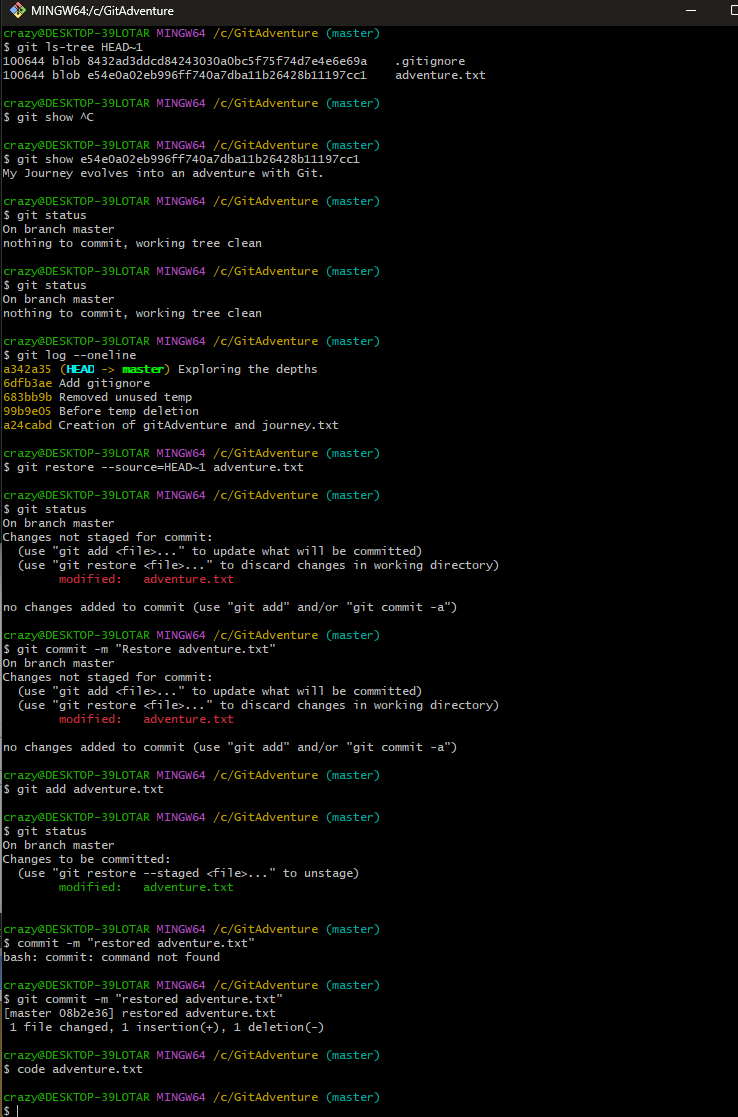 MINGW64:/c/GitAdventure
crazy@DESKTOP-39LOTAR MINGW64 /c/GitAdventure (master)
$ git ls-tree HEAD~1
100644 blob 8432ad3ddcd84243030a0bc5f75f74d7e4e6e69a    .gitignore
100644 blob e54e0a02eb996ff740a7dba11b26428b11197cc1    adventure.txt
crazy@DESKTOP-39LOTAR MINGW64 /c/GitAdventure (master)
$ git show ^C
crazy@DESKTOP-39LOTAR MINGW64 /c/GitAdventure (master)
$ git show e54e0a02eb996ff740a7dba11b26428b11197cc1
My Journey evolves into an adventure with Git.
crazy@DESKTOP-39LOTAR MINGW64 /c/GitAdventure (master)
$ git status
On branch master
nothing to commit, working tree clean
crazy@DESKTOP-39LOTAR MINGW64 /c/GitAdventure (master)
$ git status
On branch master
nothing to commit, working tree clean
crazy@DESKTOP-39LOTAR MINGW64 /c/GitAdventure (master)
$ git log --oneline
a342a35 (HEAD -> master) Exploring the depths
6dfb3ae Add gitignore
683bb9b Removed unused temp
99b9e05 Before temp deletion
a24cabd Creation of gitAdventure and journey.txt
crazy@DESKTOP-39LOTAR MINGW64 /c/GitAdventure (master)
$ git restore --source=HEAD~1 adventure.txt
crazy@DESKTOP-39LOTAR MINGW64 /c/GitAdventure (master)
$ git status
On branch master
Changes not staged for commit:
  (use "git add <file>..." to update what will be committed)
  (use "git restore <file>..." to discard changes in working directory)
        modified:   adventure.txt
no changes added to commit (use "git add" and/or "git commit -a")
crazy@DESKTOP-39LOTAR MINGW64 /c/GitAdventure (master)
$ git commit -m "Restore adventure.txt"
On branch master
Changes not staged for commit:
  (use "git add <file>..." to update what will be committed)
  (use "git restore <file>..." to discard changes in working directory)
        modified:   adventure.txt
no changes added to commit (use "git add" and/or "git commit -a")
crazy@DESKTOP-39LOTAR MINGW64 /c/GitAdventure (master)
$ git add adventure.txt
crazy@DESKTOP-39LOTAR MINGW64 /c/GitAdventure (master)
$ git status
On branch master
Changes to be committed:
  (use "git restore --staged <file>..." to unstage)
        modified:   adventure.txt
crazy@DESKTOP-39LOTAR MINGW64 /c/GitAdventure (master)
$ commit -m "restored adventure.txt"
bash: commit: command not found
crazy@DESKTOP-39LOTAR MINGW64 /c/GitAdventure (master)
$ git commit -m "restored adventure.txt"
[master 08b2e36] restored adventure.txt
 1 file changed, 1 insertion(+), 1 deletion(-)
crazy@DESKTOP-39LOTAR MINGW64 /c/GitAdventure (master)
$ code adventure.txt
crazy@DESKTOP-39LOTAR MINGW64 /c/GitAdventure (master)
$